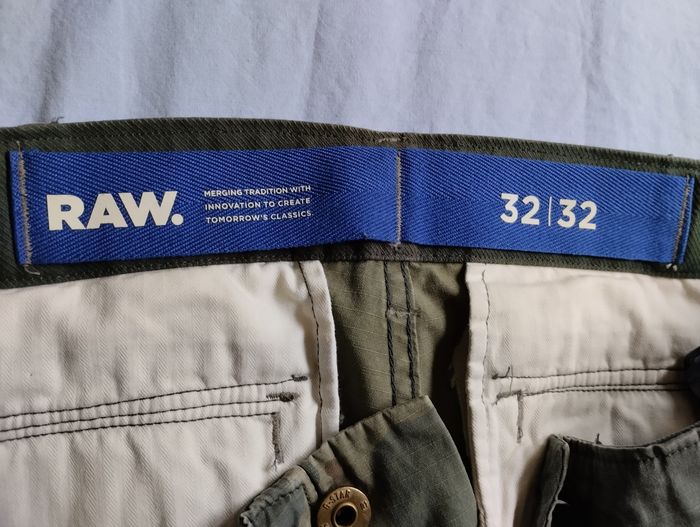 RAW.
MERGING TRADITION WITH
INNOVATION TO CREATE
TOMORROW'S CLASSICS
32|32
G-STAR